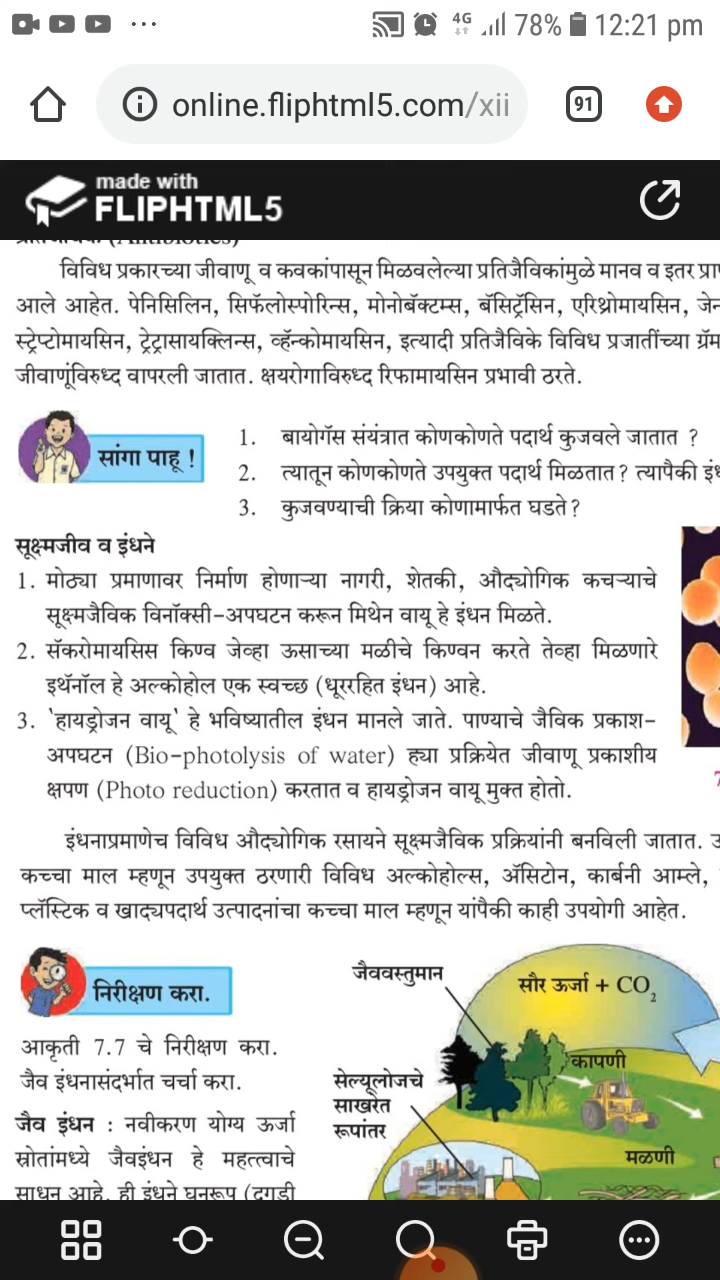 4G 78% 12:21 pm
online.fliphtml5.com/xii
91
made with
FLIPHTML5
(Antibiotics)
विविध प्रकारच्या जीवाणू व कवकांपासून मिळवलेल्या प्रतिजैविकांमुळे मानव व इतर प्रा
आले आहेत. पेनिसिलिन, सिफॅलोस्पोरिन्स, मोनोबॅक्टम्स, बॅसिट्रॅसिन, एरिथ्रोमायसिन, जेन
स्ट्रेप्टोमायसिन, ट्रेट्रासायक्लिन्स, व्हॅन्कोमायसिन, इत्यादी प्रतिजैविके विविध प्रजातींच्या ग्रॅम
जीवाणूंविरुध्द वापरली जातात. क्षयरोगाविरुध्द रिफामायसिन प्रभावी ठरते.
सांगा पाहू !
1. बायोगॅस संयंत्रात कोणकोणते पदार्थ कुजवले जातात ?
2. त्यातून कोणकोणते उपयुक्त पदार्थ मिळतात? त्यापैकी इं
3. कुजवण्याची क्रिया कोणामार्फत घडते?
सूक्ष्मजीव व इंधने
1. मोठ्या प्रमाणावर निर्माण होणाऱ्या नागरी, शेतकी, औद्योगिक कचऱ्याचे
सूक्ष्मजैविक विनॉक्सी-अपघटन करून मिथेन वायू हे इंधन मिळते.
2. सॅकरोमायसिस किण्व जेव्हा ऊसाच्या मळीचे किण्वन करते तेव्हा मिळणारे
इथॅनॉल हे अल्कोहोल एक स्वच्छ (धूररहित इंधन) आहे.
3. 'हायड्रोजन वायू' हे भविष्यातील इंधन मानले जाते. पाण्याचे जैविक प्रकाश-
अपघटन (Bio-photolysis of water) ह्या प्रक्रियेत जीवाणू प्रकाशीय
क्षपण (Photo reduction) करतात व हायड्रोजन वायू मुक्त होतो.
इंधनाप्रमाणेच विविध औद्योगिक रसायने सूक्ष्मजैविक प्रक्रियांनी बनविली जातात.
कच्चा माल म्हणून उपयुक्त ठरणारी विविध अल्कोहोल्स, ॲसिटोन, कार्बनी आम्ले,
प्लॅस्टिक व खाद्यपदार्थ उत्पादनांचा कच्चा माल म्हणून यांपैकी काही उपयोगी आहेत.
निरीक्षण करा.
आकृती 7.7 चे निरीक्षण करा.
जैव इंधनासंदर्भात चर्चा करा.
जैव इंधन : नवीकरण योग्य ऊर्जा
स्रोतांमध्ये जैवइंधन हे महत्त्वाचे
साधन आहे. ही इंधने घनरूप (दगडी
जैववस्तुमान
सौर ऊर्जा + CO2
कापणी
सेल्यूलोजचे
साखरेत
रूपांतर
मळणी